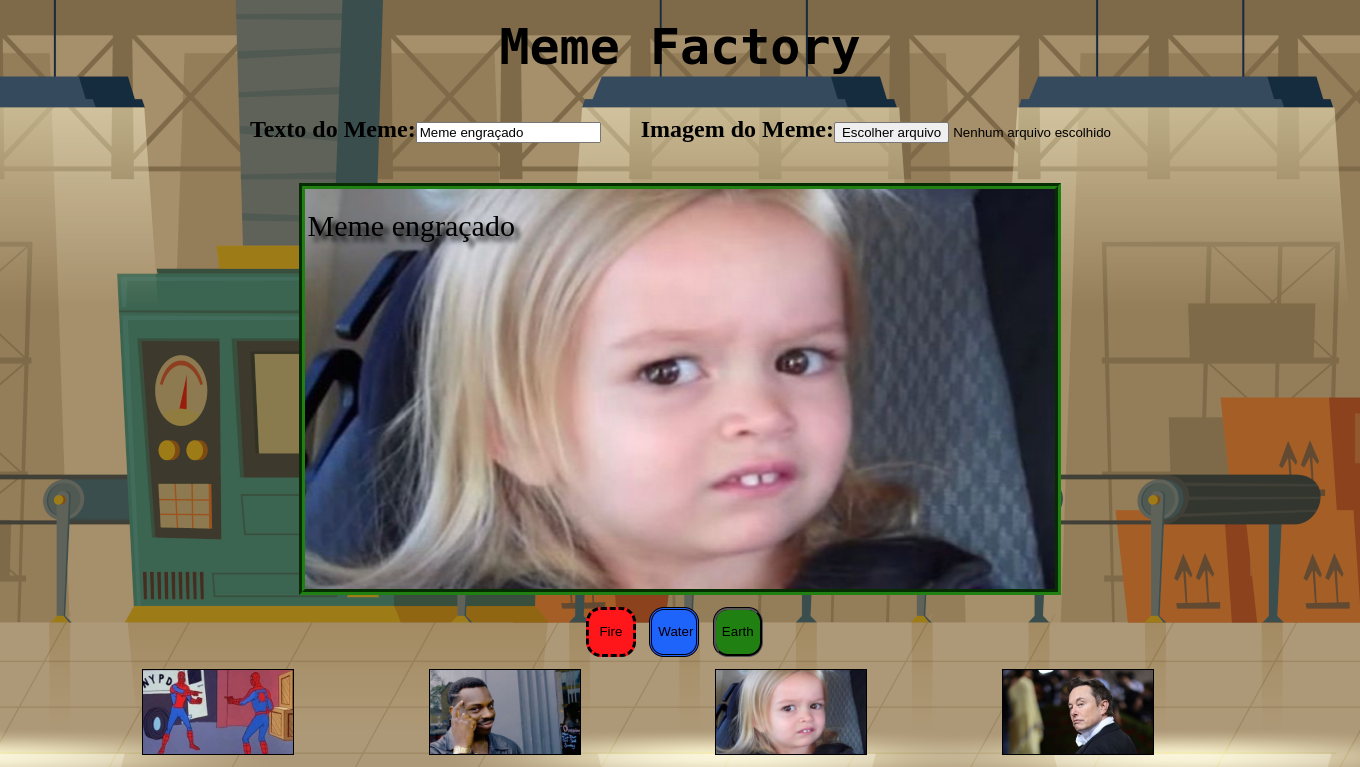 Meme Factory
Texto do Meme: Meme engraçado Imagem do Meme: Escolher arquivo Nenhum arquivo escolhido
Meme engraçado
Fire Water Earth
NYPD